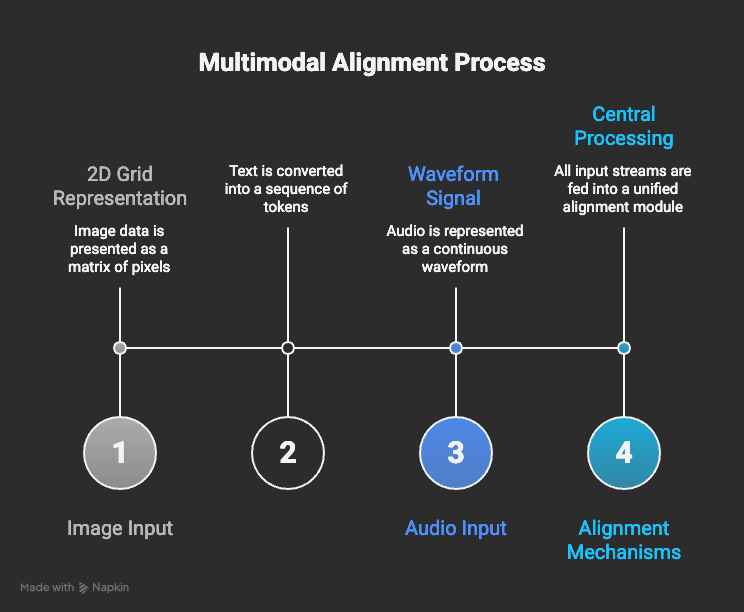 Multimodal Alignment Process
2D Grid
Representation
Image data is
presented as a
matrix of pixels
Text is converted
into a sequence of
tokens
Waveform
Signal
Audio is represented
as a continuous
waveform
Central
Processing
All input streams are
fed into a unified
alignment module
1
2
3
4
Image Input
Audio Input
Alignment
Mechanisms
Made with Napkin